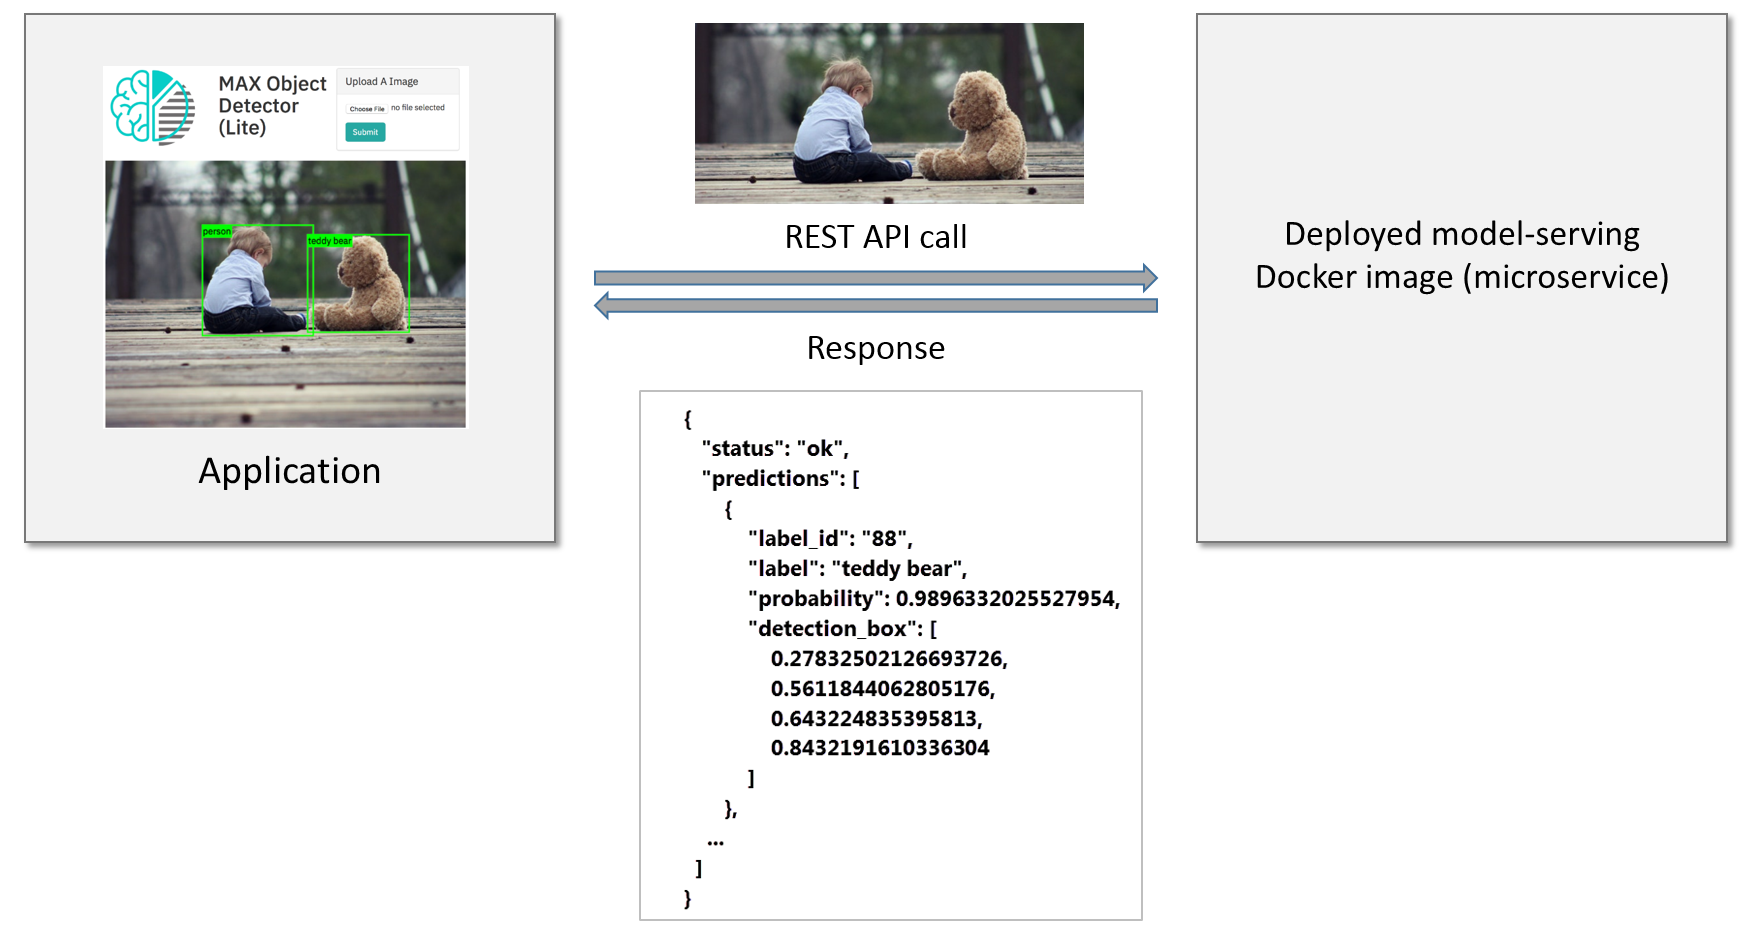 MAX Object
Detector
(Lite)
Upload A Image
Choose File no file selected
Submit
person
teddy bear
Application
REST API call
Response
{
"status": "ok",
"predictions": [
{
"label_id": "88",
"label": "teddy bear",
"probability": 0.9896332025527954,
"detection_box": [
0.27832502126693726,
0.5611844062805176,
0.643224835395813,
0.8432191610336304
]
},
...
]
}
Deployed model-serving
Docker image (microservice)